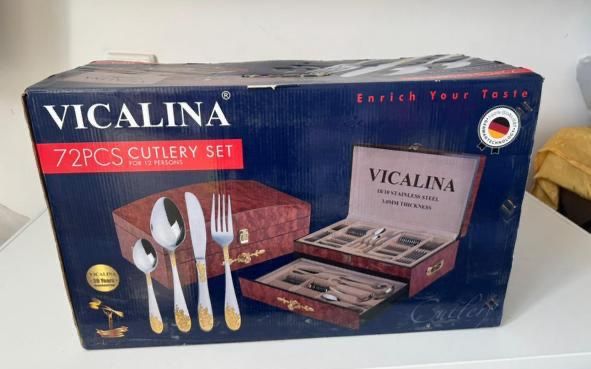 VICALINA®
Enrich Your Taste
72PCS CUTLERY SET
FOR 12 PERSONS
VICALINA
18/10 STAINLESS STEEL
3.0MM THICKNESS
VICALINA
Cutlery